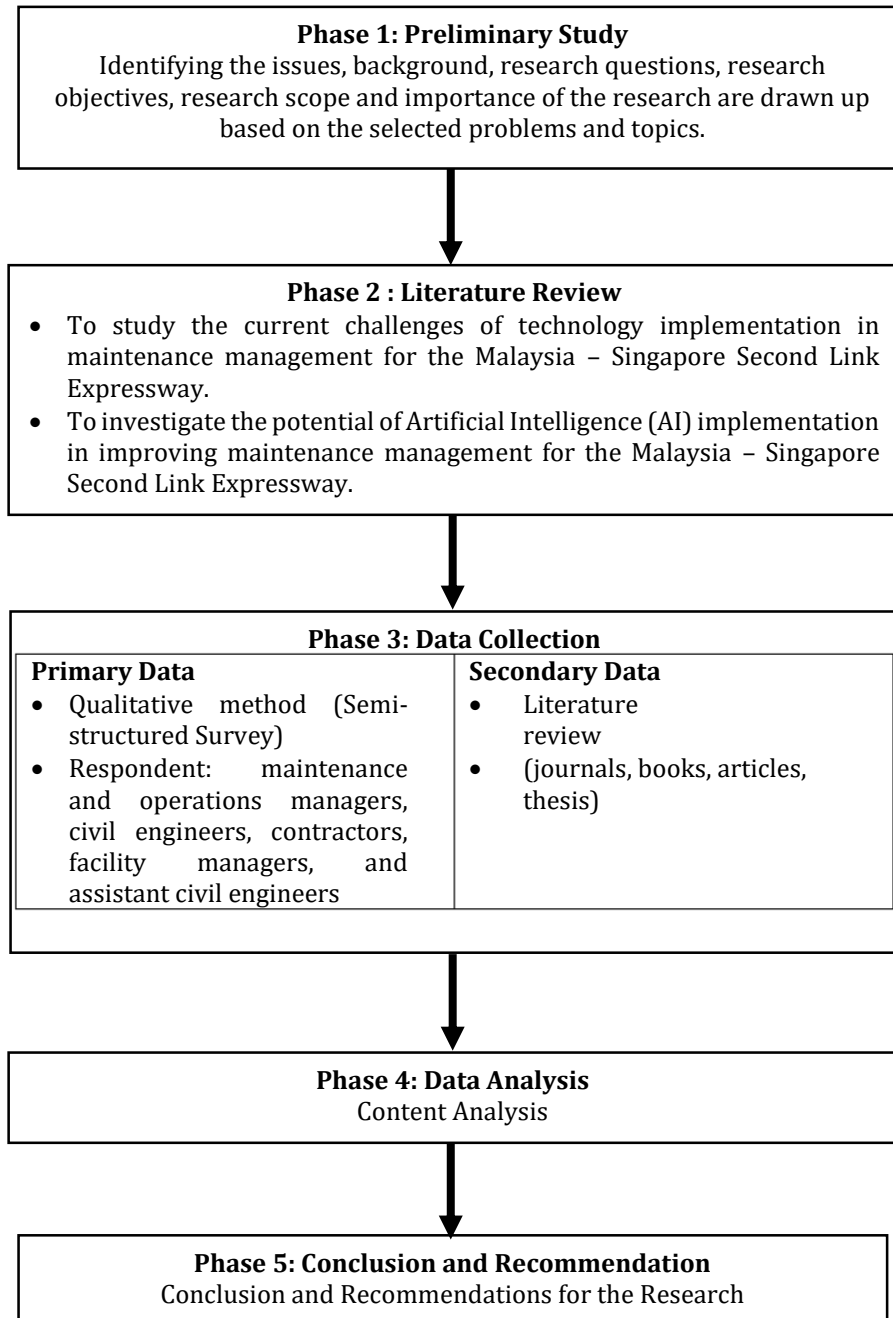 Phase 1: Preliminary Study
Identifying the issues, background, research questions, research
objectives, research scope and importance of the research are drawn up
based on the selected problems and topics.
Phase 2 : Literature Review
• To study the current challenges of technology implementation in
maintenance management for the Malaysia – Singapore Second Link
Expressway.
• To investigate the potential of Artificial Intelligence (AI) implementation
in improving maintenance management for the Malaysia – Singapore
Second Link Expressway.
Phase 3: Data Collection
Primary Data
• Qualitative method (Semi-
structured Survey)
• Respondent: maintenance
and operations managers,
civil engineers, contractors,
facility managers, and
assistant civil engineers
Secondary Data
• Literature
review
• (journals, books, articles,
thesis)
Phase 4: Data Analysis
Content Analysis
Phase 5: Conclusion and Recommendation
Conclusion and Recommendations for the Research